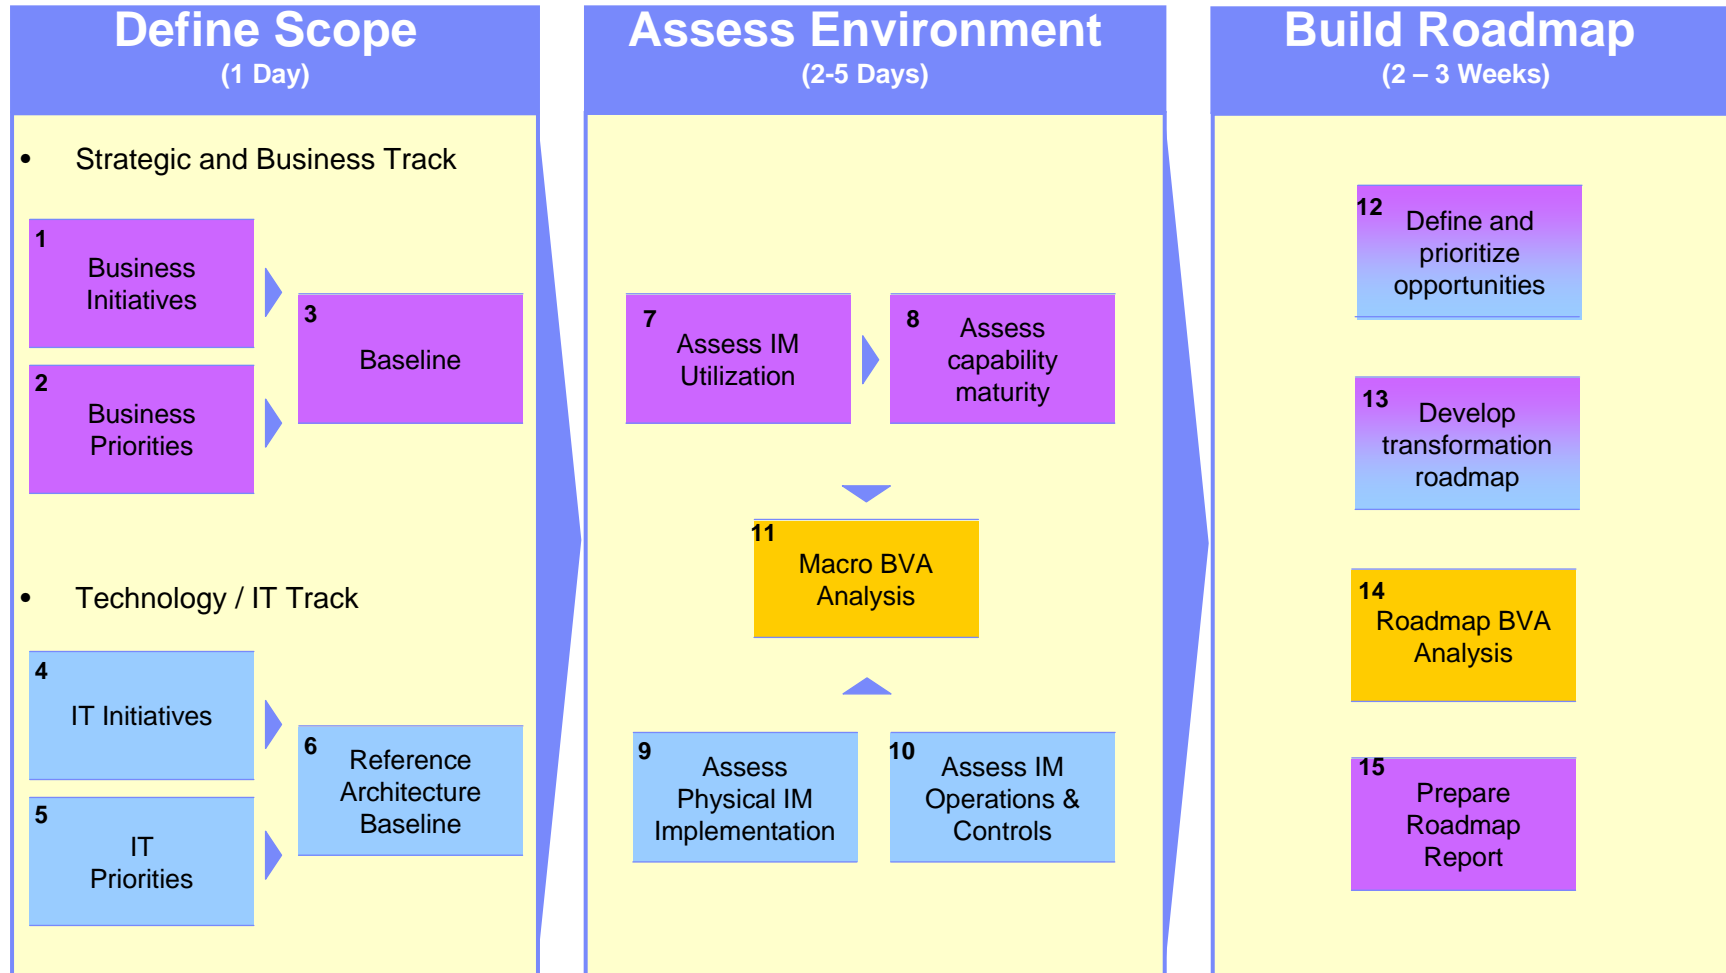 Define Scope
(1 Day)
• Strategic and Business Track
1
Business
Initiatives
2
Business
Priorities
3
Baseline
• Technology / IT Track
4
IT Initiatives
5
IT
Priorities
6
Reference
Architecture
Baseline
Assess Environment
(2-5 Days)
7
Assess IM
Utilization
8
Assess
capability
maturity
11
Macro BVA
Analysis
9
Assess
Physical IM
Implementation
10
Assess IM
Operations &
Controls
Build Roadmap
(2 – 3 Weeks)
12
Define and
prioritize
opportunities
13
Develop
transformation
roadmap
14
Roadmap BVA
Analysis
15
Prepare
Roadmap
Report